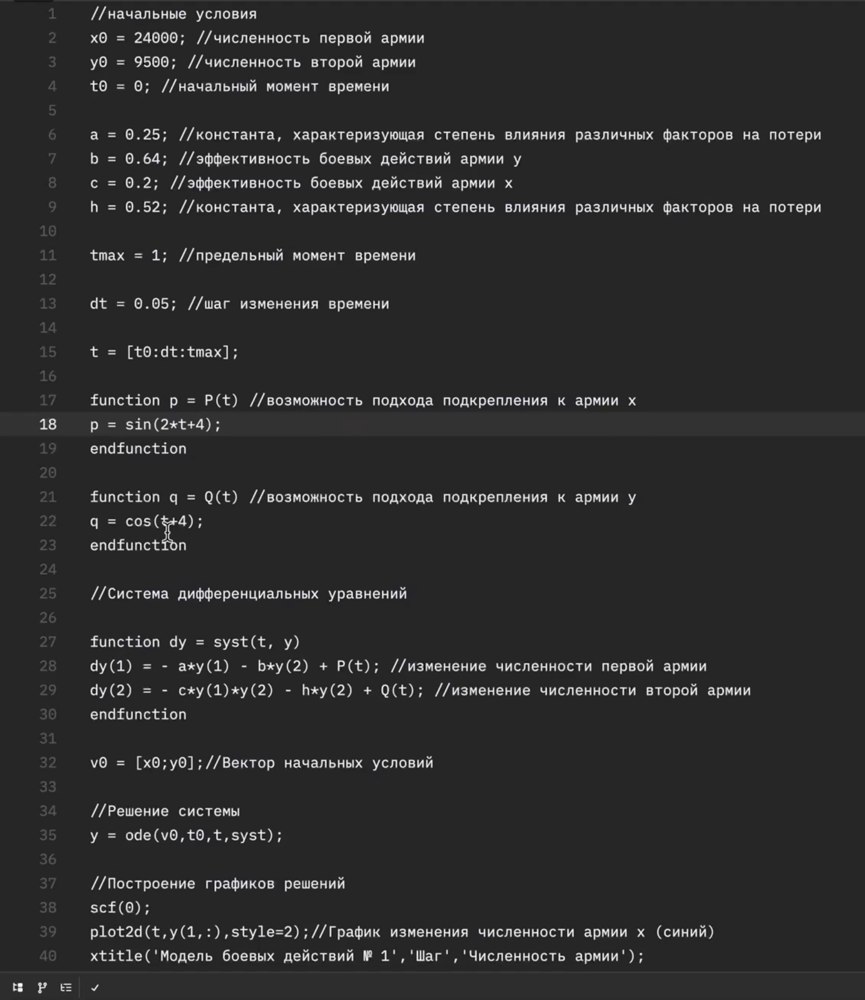 1 //начальные условия
2 x0 = 24000; //численность первой армии
3 y0 = 9500; //численность второй армии
4 t0 = 0; //начальный момент времени
5
6 a = 0.25; //константа, характеризующая степень влияния различных факторов на потери
7 b = 0.64; //эффективность боевых действий армии у
8 c = 0.2; //эффективность боевых действий армии х
9 h = 0.52; //константа, характеризующая степень влияния различных факторов на потери
10
11 tmax = 1; //предельный момент времени
12
13 dt = 0.05; //шаг изменения времени
14
15 t = [t0:dt:tmax];
16
17 function p = P(t) //возможность подхода подкрепления к армии х
18 p = sin(2*t+4);
19 endfunction
20
21 function q = Q(t) //возможность подхода подкрепления к армии у
22 q = cos(t+4);
23 endfunction
24
25 //Система дифференциальных уравнений
26
27 function dy = syst(t, y)
28 dy(1) = - a*y(1) - b*y(2) + P(t); //изменение численности первой армии
29 dy(2) = - c*y(1)*y(2) - h*y(2) + Q(t); //изменение численности второй армии
30 endfunction
31
32 v0 = [x0;y0];//Вектор начальных условий
33
34 //Решение системы
35 y = ode(v0,t0,t,syst);
36
37 //Построение графиков решений
38 scf(0);
39 plot2d(t,y(1,:),style=2);//График изменения численности армии х (синий)
40 xtitle('Модель боевых действий № 1','Шаг','Численность армии');